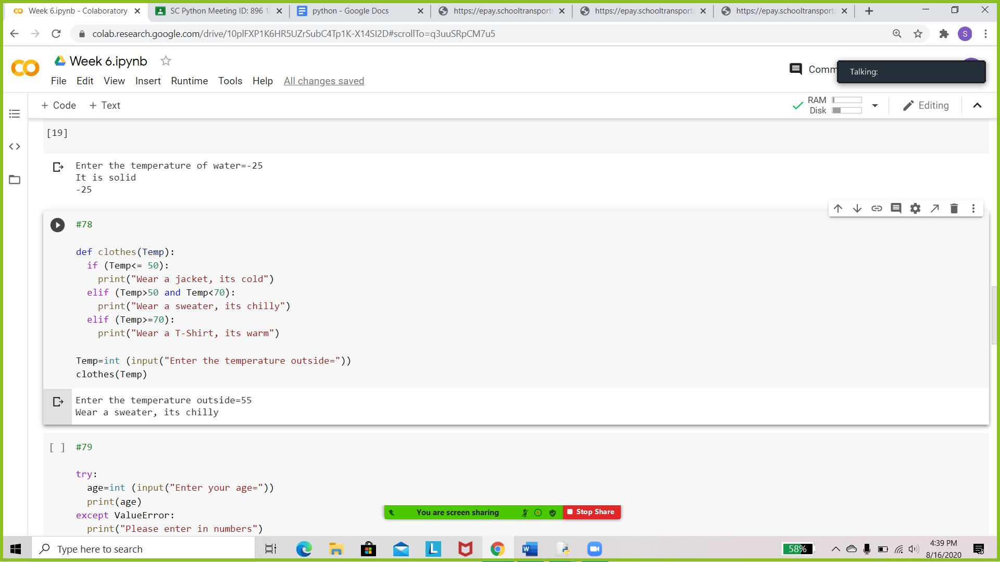 Week 6.ipynb - Colaboratory
SC Python Meeting ID: 896 1
python - Google Docs
https://epay.schooltransport
https://epay.schooltransports
https://epay.schooltransports
colab.research.google.com/drive/10plFXP1K6HR5UZrSubC4Tp1K-X14SI2D#scrollTo=q3uuSRpCM7u5
S
CO
Week 6.ipynb
File Edit View Insert Runtime Tools Help All changes saved
Comm
Talking:
+ Code + Text
RAM
Disk
Editing
[19]
Enter the temperature of water=-25
It is solid
-25
#78
def clothes(Temp):
if (Temp<= 50):
print("Wear a jacket, its cold")
elif (Temp>50 and Temp<70):
print("Wear a sweater, its chilly")
elif (Temp>=70):
print("Wear a T-Shirt, its warm")
Temp=int (input("Enter the temperature outside="))
clothes(Temp)
Enter the temperature outside=55
Wear a sweater, its chilly
[ ] #79
try:
age=int (input("Enter your age="))
print(age)
except ValueError:
print("Please enter in numbers")
You are screen sharing
Stop Share
Type here to search
L
W
58%
4:39 PM
8/16/2020